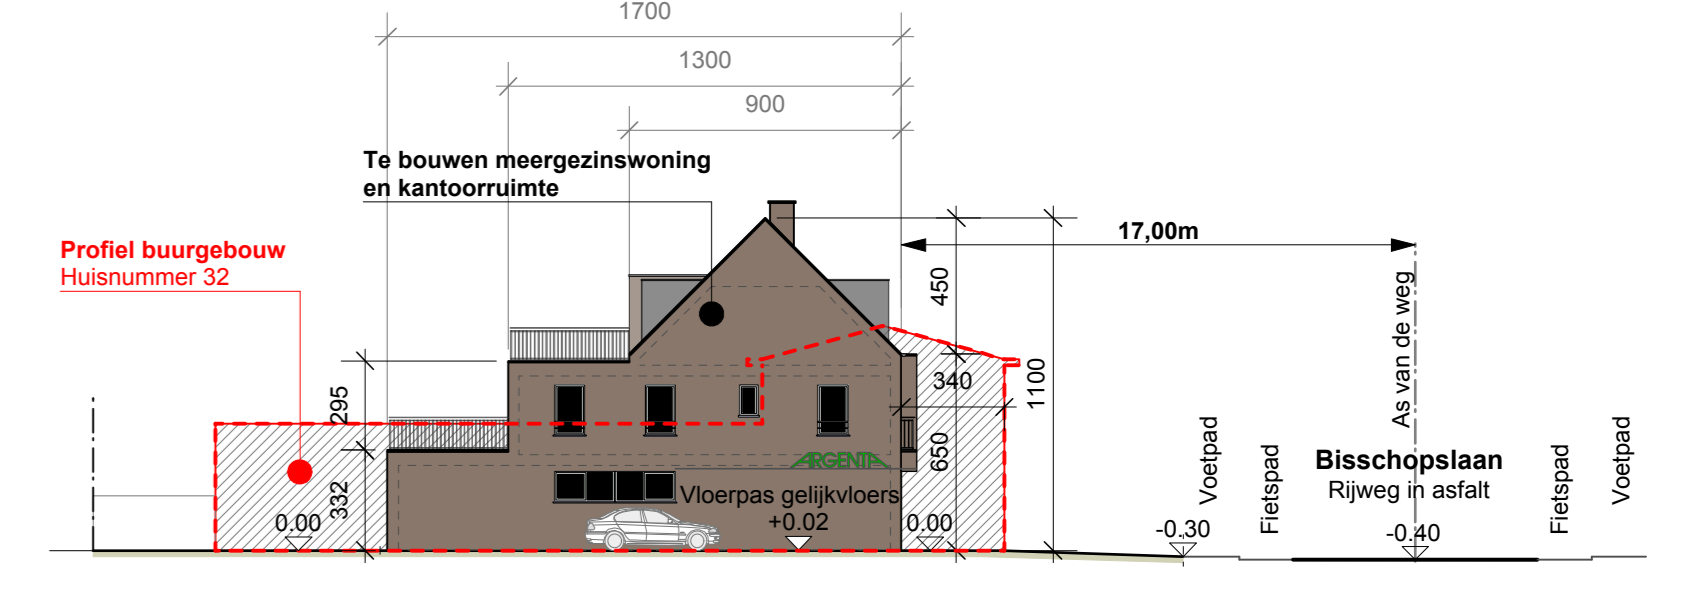 1700
1300
900
Te bouwen meergezinswoning
en kantoorruimte
Profiel buurgebouw
Huisnummer 32
17,00m
450
As van de weg
340
1100
295
650
ARGENTA
332
Vloerpas gelijkvloers
+0.02
0.00
0.00
Voetpad
Fietspad
Bisschopslaan
Rijweg in asfalt
Fietspad
Voetpad
-0.30
-0.40